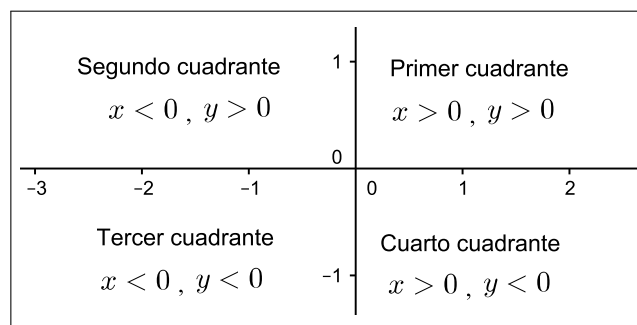 1
Segundo cuadrante
Primer cuadrante
x < 0 , y > 0
x > 0 , y > 0
0
−3 −2 −1 0 1 2
Tercer cuadrante
Cuarto cuadrante
x < 0 , y < 0
−1
x > 0 , y < 0